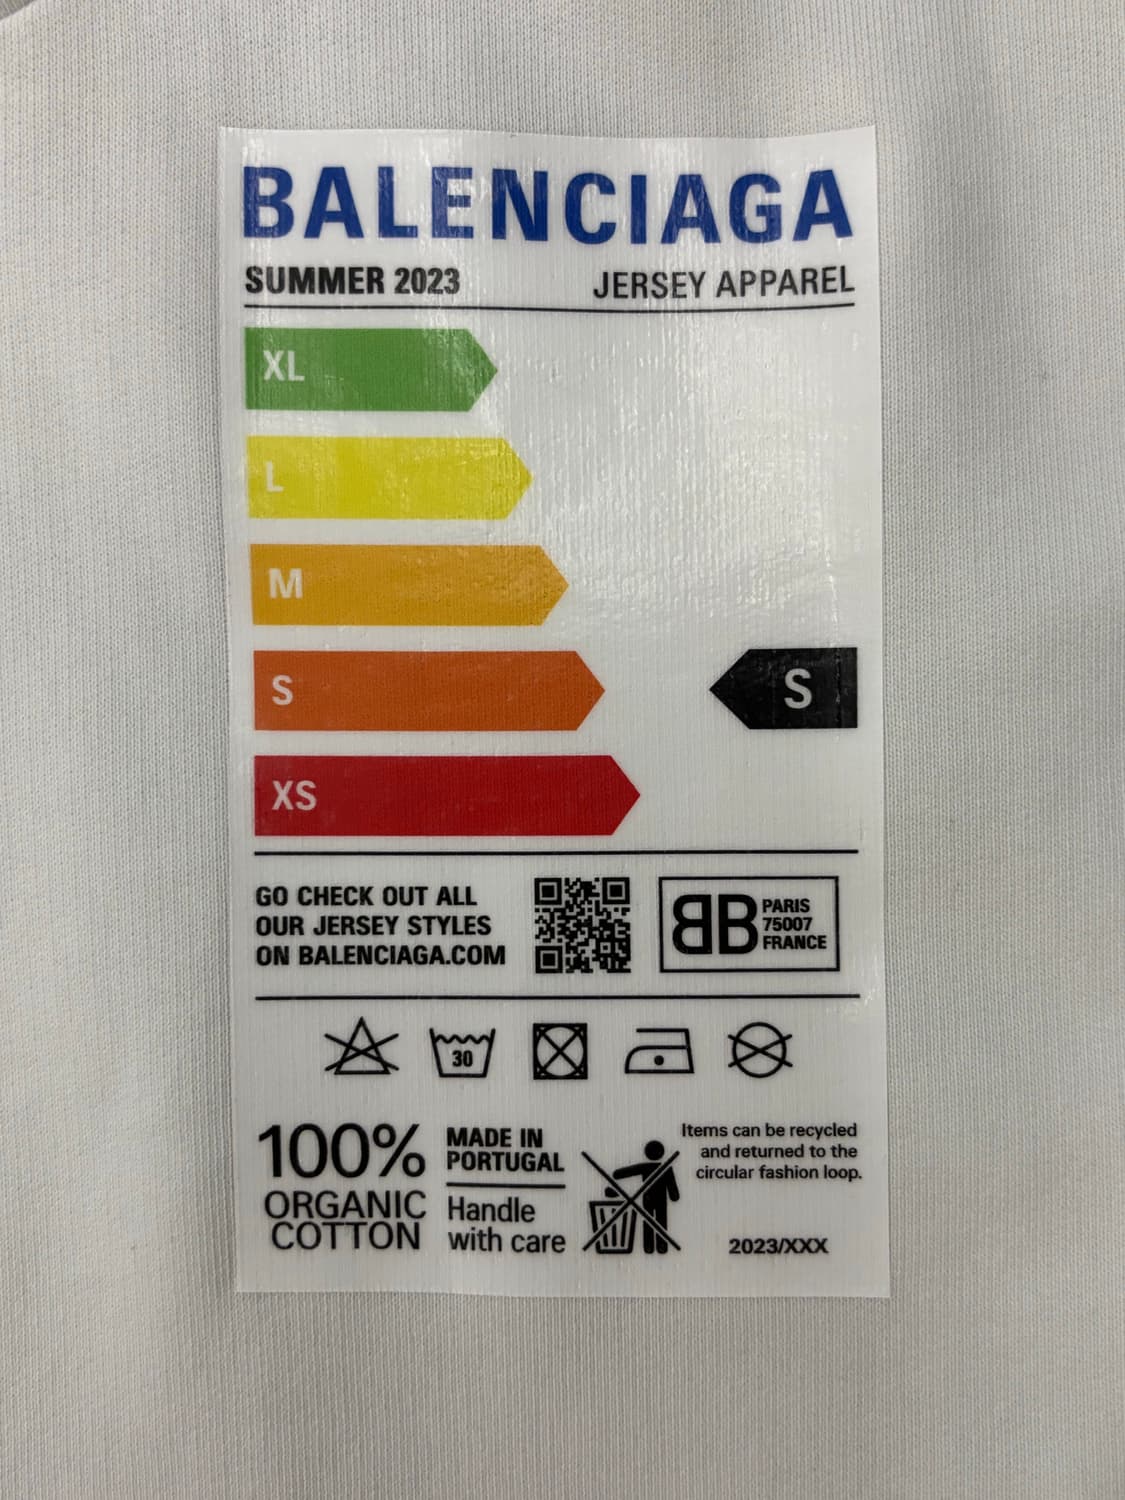 BALENCIAGA
SUMMER 2023 JERSEY APPAREL
XL
L
M
S S
XS
GO CHECK OUT ALL
OUR JERSEY STYLES
ON BALENCIAGA.COM
BB
PARIS
75007
FRANCE
30
100%
ORGANIC
COTTON
MADE IN
PORTUGAL
Handle
with care
Items can be recycled
and returned to the
circular fashion loop.
2023/XXX